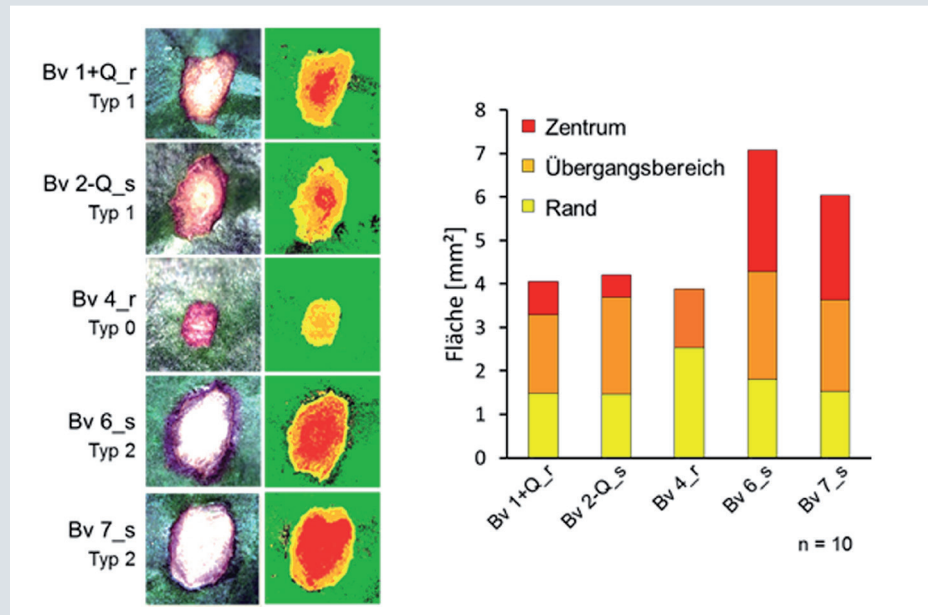 Bv 1+Q_r
Typ 1
Bv 2-Q_s
Typ 1
Bv 4_r
Typ 0
Bv 6_s
Typ 2
Bv 7_s
Typ 2
8
7
6
5
4
3
2
1
0
Fläche [mm²]
Zentrum
Übergangsbereich
Rand
Bv 1+Q_r
Bv 2-Q_s
Bv 4_r
Bv 6_s
Bv 7_s
n = 10